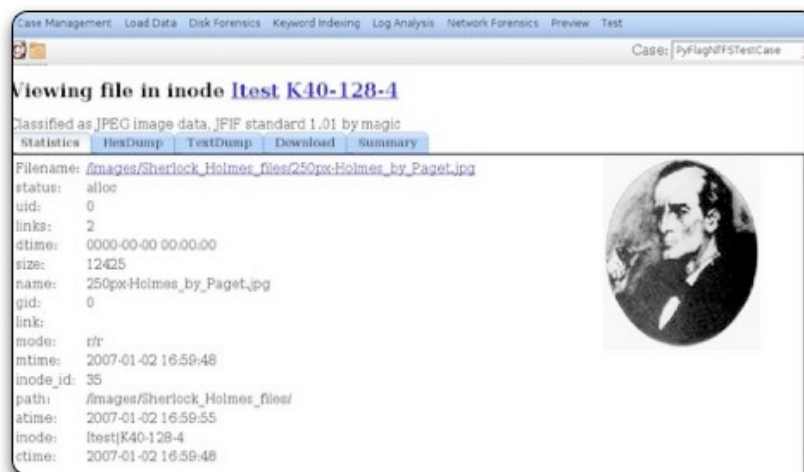 Case Management Load Data Disk Forensics Keyword Indexing Log Analysis Network Forensics Preview Test
Case: PyFlagNTFSTestCase
Viewing file in inode Itest K40-128-4
Classified as JPEG image data, JFIF standard 1.01 by magic
Statistics HexDump TextDump Download Summary
Filename: /images/Sherlock_Holmes_files/250px-Holmes_by_Paget.jpg
status: alloc
uid: 0
links: 2
dtime: 0000-00-00 00:00:00
size: 12425
name: 250px-Holmes_by_Paget.jpg
gid: 0
link:
mode: r/r
mtime: 2007-01-02 16:59:48
inode_id: 35
path: /images/Sherlock_Holmes_files/
atime: 2007-01-02 16:59:55
inode: Itest|K40-128-4
ctime: 2007-01-02 16:59:48